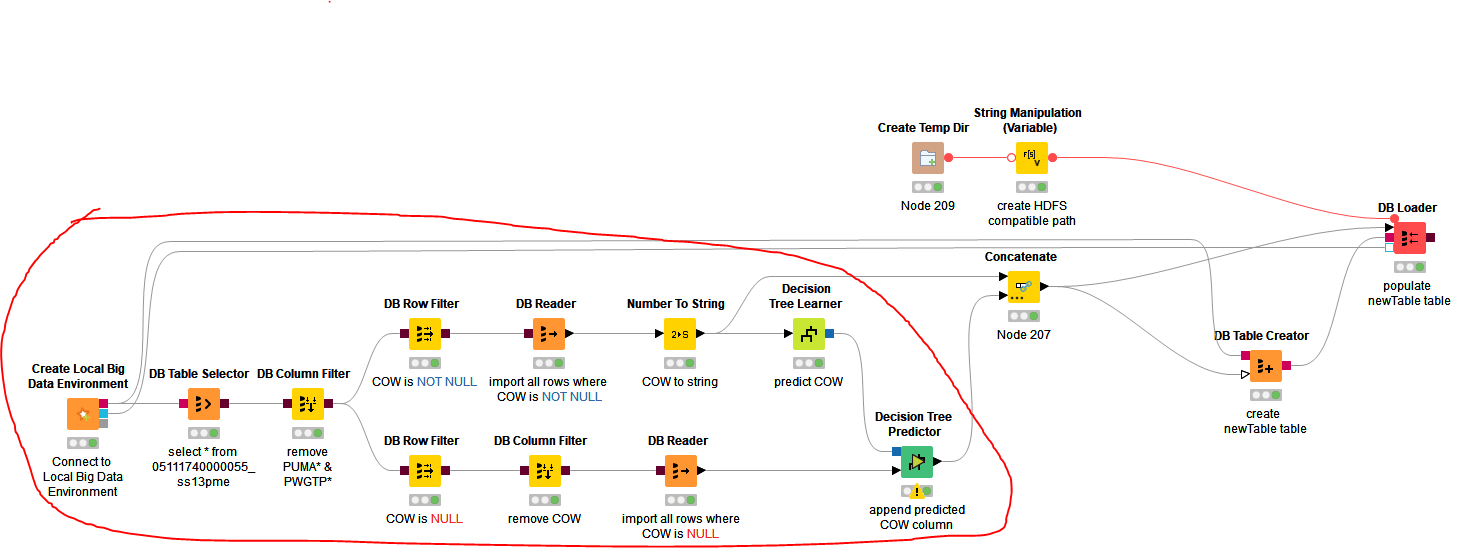 Create Temp Dir
Node 209
String Manipulation
(Variable)
F[S]
V
create HDFS
compatible path
DB Loader
populate
newTable table
Concatenate
Node 207
DB Table Creator
create
newTable table
DB Row Filter
COW is NOT NULL
DB Reader
import all rows where
COW is NOT NULL
Number To String
2▸S
COW to string
Decision
Tree Learner
predict COW
Create Local Big
Data Environment
Connect to
Local Big Data
Environment
DB Table Selector
select * from
05111740000055_
ss13pme
DB Column Filter
remove
PUMA* &
PWGTP*
DB Row Filter
COW is NULL
DB Column Filter
remove COW
DB Reader
import all rows where
COW is NULL
Decision Tree
Predictor
append predicted
COW column